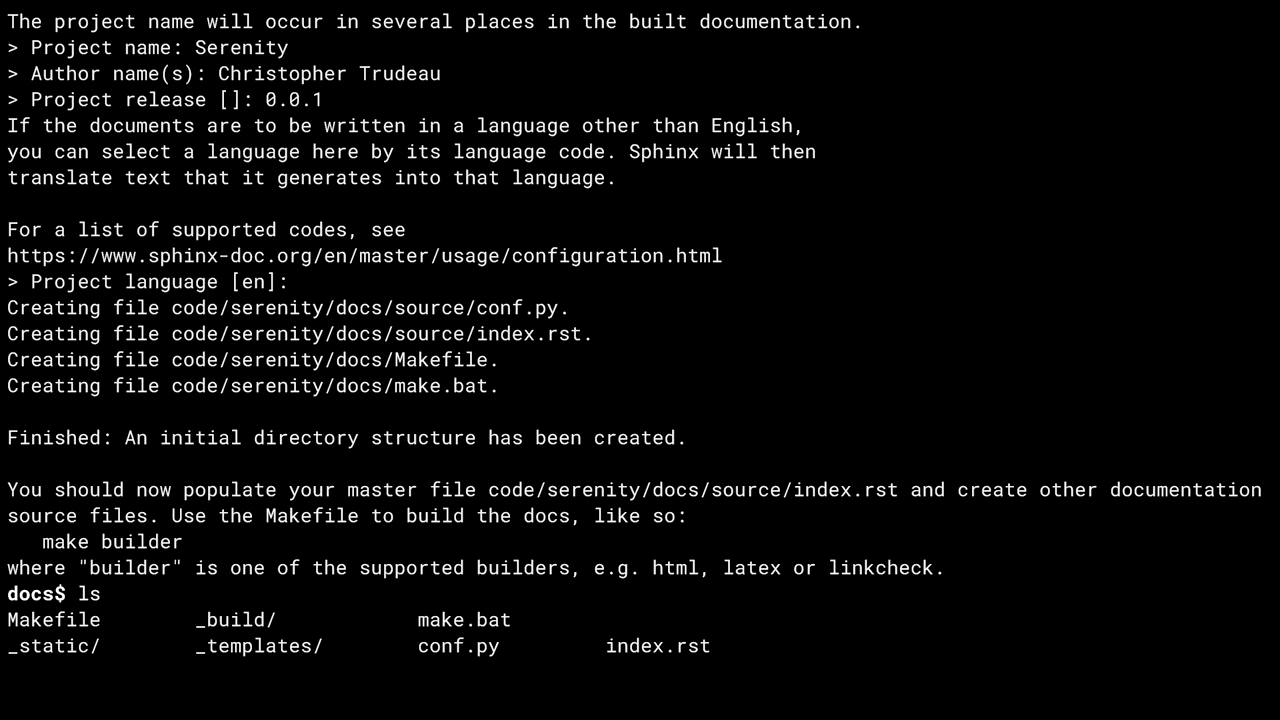 The project name will occur in several places in the built documentation.
> Project name: Serenity
> Author name(s): Christopher Trudeau
> Project release []: 0.0.1
If the documents are to be written in a language other than English,
you can select a language here by its language code. Sphinx will then
translate text that it generates into that language.

For a list of supported codes, see
https://www.sphinx-doc.org/en/master/usage/configuration.html
> Project language [en]:
Creating file code/serenity/docs/source/conf.py.
Creating file code/serenity/docs/source/index.rst.
Creating file code/serenity/docs/Makefile.
Creating file code/serenity/docs/make.bat.

Finished: An initial directory structure has been created.

You should now populate your master file code/serenity/docs/source/index.rst and create other documentation
source files. Use the Makefile to build the docs, like so:
   make builder
where "builder" is one of the supported builders, e.g. html, latex or linkcheck.
docs$ ls
Makefile        _build/            make.bat
_static/        _templates/        conf.py         index.rst